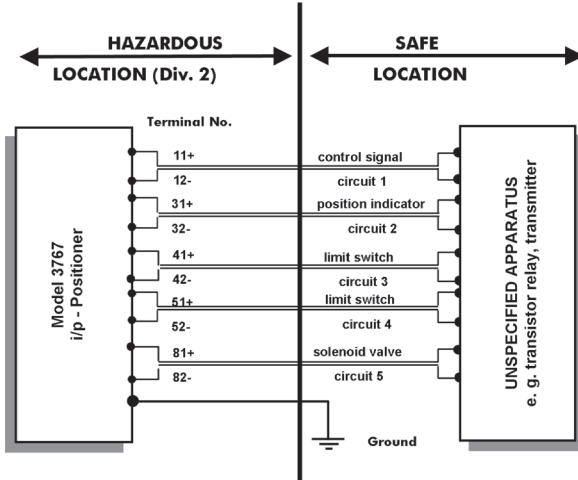 HAZARDOUS
LOCATION (Div. 2)
SAFE
LOCATION
Terminal No.
11+
control signal
12-
circuit 1
31+
position indicator
32-
circuit 2
41+
limit switch
42-
circuit 3
51+
limit switch
52-
circuit 4
81+
solenoid valve
82-
circuit 5
Ground
Model 3767
i/p - Positioner
UNSPECIFIED APPARATUS
e. g. transistor relay, transmitter